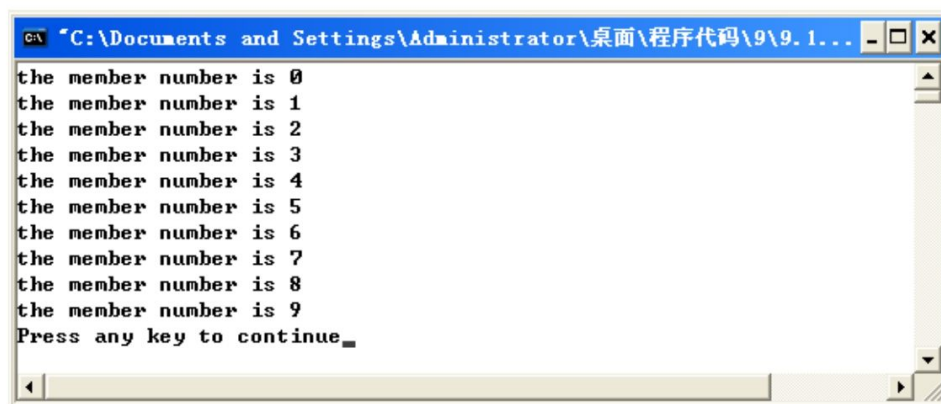 "C:\Documents and Settings\Administrator\桌面\程序代码\9\9.1...
the member number is 0
the member number is 1
the member number is 2
the member number is 3
the member number is 4
the member number is 5
the member number is 6
the member number is 7
the member number is 8
the member number is 9
Press any key to continue_